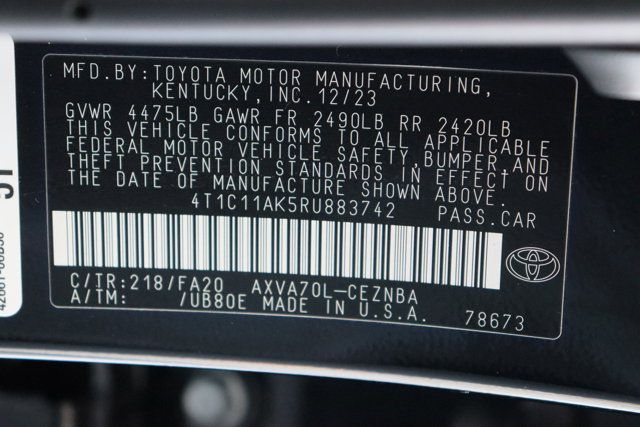 MFD. BY: TOYOTA MOTOR MANUFACTURING,
KENTUCKY, INC. 12/23
GVWR 4475LB GAWR FR 2490LB RR 2420LB
THIS VEHICLE CONFORMS TO ALL APPLICABLE
FEDERAL MOTOR VEHICLE SAFETY, BUMPER, AND
THEFT PREVENTION STANDARDS IN EFFECT ON
THE DATE OF MANUFACTURE SHOWN ABOVE.
4T1C11AK5RU883742 PASS. CAR
C/TR: 218/FA20 AXVA70L-CEZNBA
A/TM: /UB80E MADE IN U.S.A.
78673